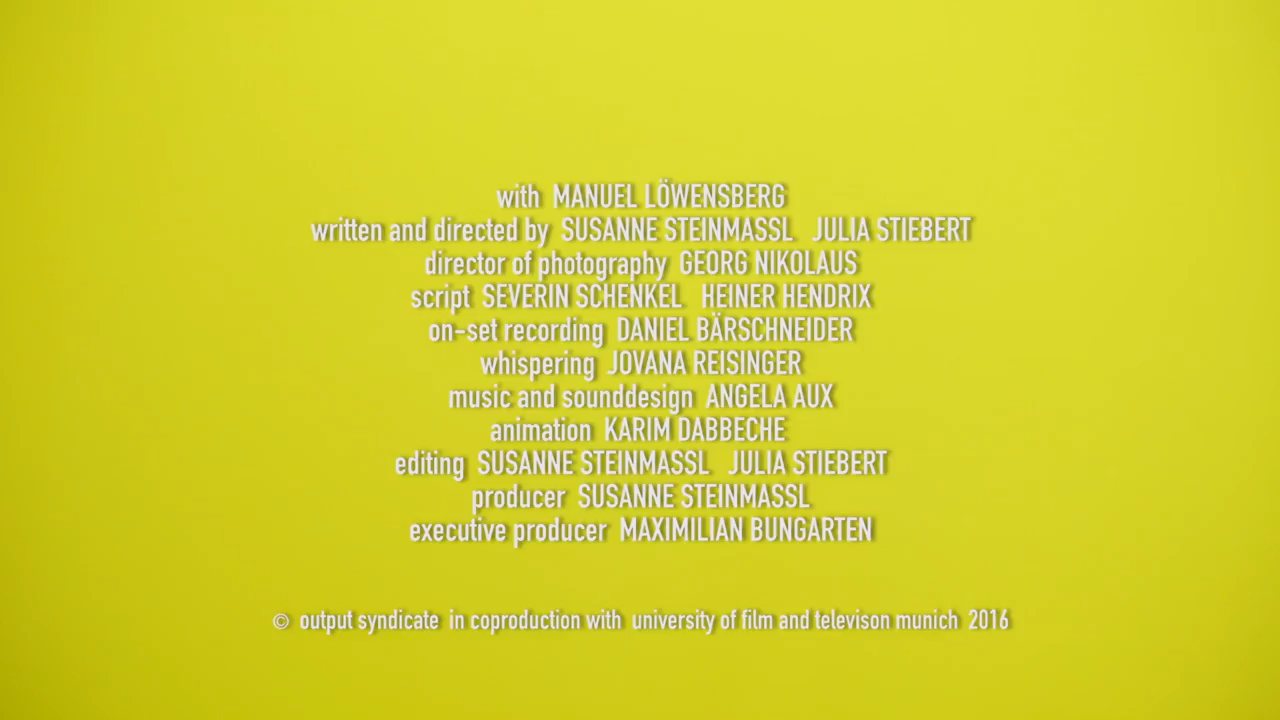 with MANUEL LÖWENSBERG
written and directed by SUSANNE STEINMASSL JULIA STIEBERT
director of photography GEORG NIKOLAUS
script SEVERIN SCHENKEL HEINER HENDRIX
on-set recording DANIEL BÄRSCHNEIDER
whispering JOVANA REISINGER
music and sounddesign ANGELA AUX
animation KARIM DABBECHE
editing SUSANNE STEINMASSL JULIA STIEBERT
producer SUSANNE STEINMASSL
executive producer MAXIMILIAN BUNGARTEN
© output syndicate in coproduction with university of film and televison munich 2016